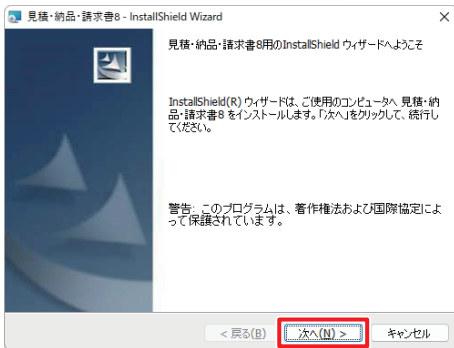 見積・納品・請求書8 - InstallShield Wizard
見積・納品・請求書8用のInstallShield ウィザードへようこそ
InstallShield(R) ウィザードは、ご使用のコンピュータへ 見積・納
品・請求書8 をインストールします。「次へ」をクリックして、続行し
てください。
警告: このプログラムは、著作権法および国際協定によ
って保護されています。
< 戻る(B)
次へ(N) >
キャンセル